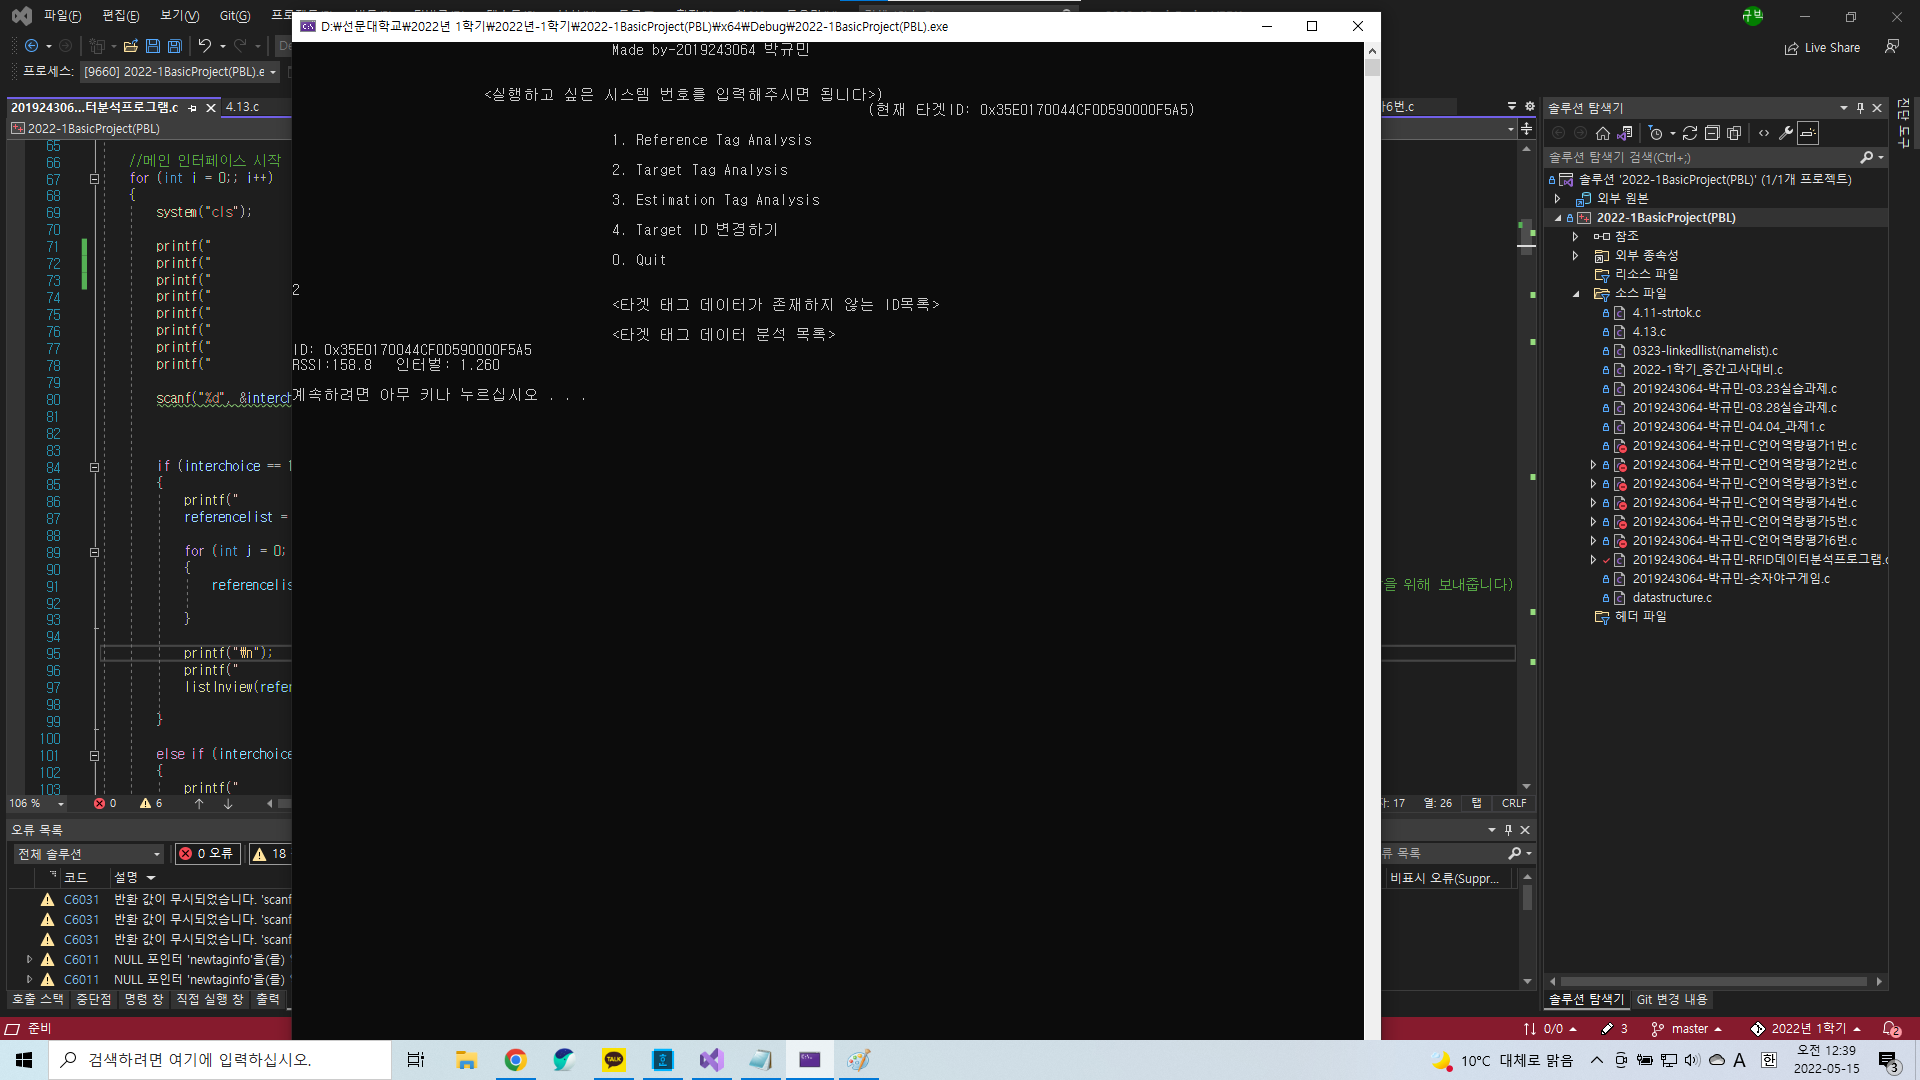 파일(F)
편집(E)
보기(V)
Git(G)
Live Share
프로세스:
[9660] 2022-1BasicProject(PBL).e
201924306...터분석프로그램.c
4.13.c
2022-1BasicProject(PBL)
65
66 //메인 인터페이스 시작
67 for (int i = 0;; i++)
68 {
69 system("cls");
70
71 printf("
72 printf("
73 printf("
74 printf("
75 printf("
76 printf("
77 printf("
78 printf("
79
80 scanf("%d", &interch
81
82
83
84 if (interchoice == 1
85 {
86 printf("
87 referencelist =
88
89 for (int j = 0;
90 {
91 referencelis
92
93 }
94
95 printf("₩n");
96 printf("
97 listInview(refer
98
99 }
100
101 else if (interchoice
102 {
103 printf("
106 %
0
6
오류 목록
전체 솔루션
0 오류
18
코드
설명
C6031 반환 값이 무시되었습니다. 'scanf
C6031 반환 값이 무시되었습니다. 'scanf
C6031 반환 값이 무시되었습니다. 'scanf
C6011 NULL 포인터 'newtaginfo'을(를) '
C6011 NULL 포인터 'newtaginfo'을(를)
호출 스택
중단점
명령 창
직접 실행 창
출력
준비
D:₩선문대학교₩2022년 1학기₩2022년-1학기₩2022-1BasicProject(PBL)₩x64₩Debug₩2022-1BasicProject(PBL).exe
Made by-2019243064 박규민
<실행하고 싶은 시스템 번호를 입력해주시면 됩니다>)
(현재 타겟ID: 0x35E0170044CF0D590000F5A5)
1. Reference Tag Analysis
2. Target Tag Analysis
3. Estimation Tag Analysis
4. Target ID 변경하기
0. Quit
2
<타겟 태그 데이터가 존재하지 않는 ID목록>
<타겟 태그 데이터 분석 목록>
ID: 0x35E0170044CF0D590000F5A5
RSSI:158.8 인터벌: 1.260
계속하려면 아무 키나 누르십시오 . . .
가6번.c
을 위해 보내줍니다)
자: 17
열: 26
탭
CRLF
류 목록
비표시 오류(Suppr...
솔루션 탐색기
솔루션 탐색기 검색(Ctrl+;)
솔루션 '2022-1BasicProject(PBL)' (1/1개 프로젝트)
외부 원본
2022-1BasicProject(PBL)
참조
외부 종속성
리소스 파일
소스 파일
4.11-strtok.c
4.13.c
0323-linkedllist(namelist).c
2022-1학기_중간고사대비.c
2019243064-박규민-03.23실습과제.c
2019243064-박규민-03.28실습과제.c
2019243064-박규민-04.04_과제1.c
2019243064-박규민-C언어역량평가1번.c
2019243064-박규민-C언어역량평가2번.c
2019243064-박규민-C언어역량평가3번.c
2019243064-박규민-C언어역량평가4번.c
2019243064-박규민-C언어역량평가5번.c
2019243064-박규민-C언어역량평가6번.c
2019243064-박규민-RFID데이터분석프로그램.c
2019243064-박규민-숫자야구게임.c
datastructure.c
헤더 파일
진단 도구
솔루션 탐색기
Git 변경 내용
0/0
3
master
2022년 1학기
2
검색하려면 여기에 입력하십시오.
TALK
10°C 대체로 맑음
A
한
오전 12:39
2022-05-15
3